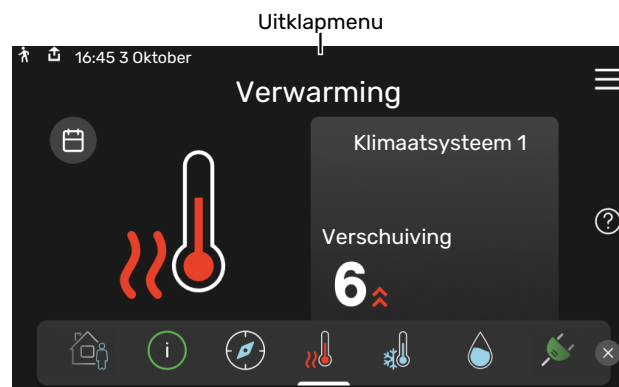 Uitklapmenu
16:45 3 Oktober
Verwarming
Klimaatsysteem 1
Verschuiving
6